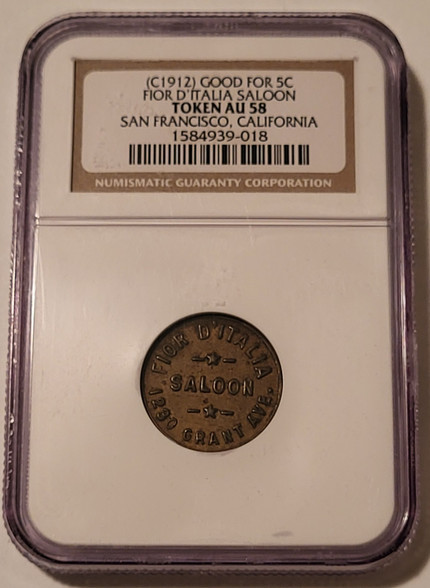 (C1912) GOOD FOR 5C
FIOR D'ITALIA SALOON
TOKEN AU 58
SAN FRANCISCO, CALIFORNIA
1584939-018
NUMISMATIC GUARANTY CORPORATION
FIOR D'ITALIA
SALOON
1290 GRANT AVE.